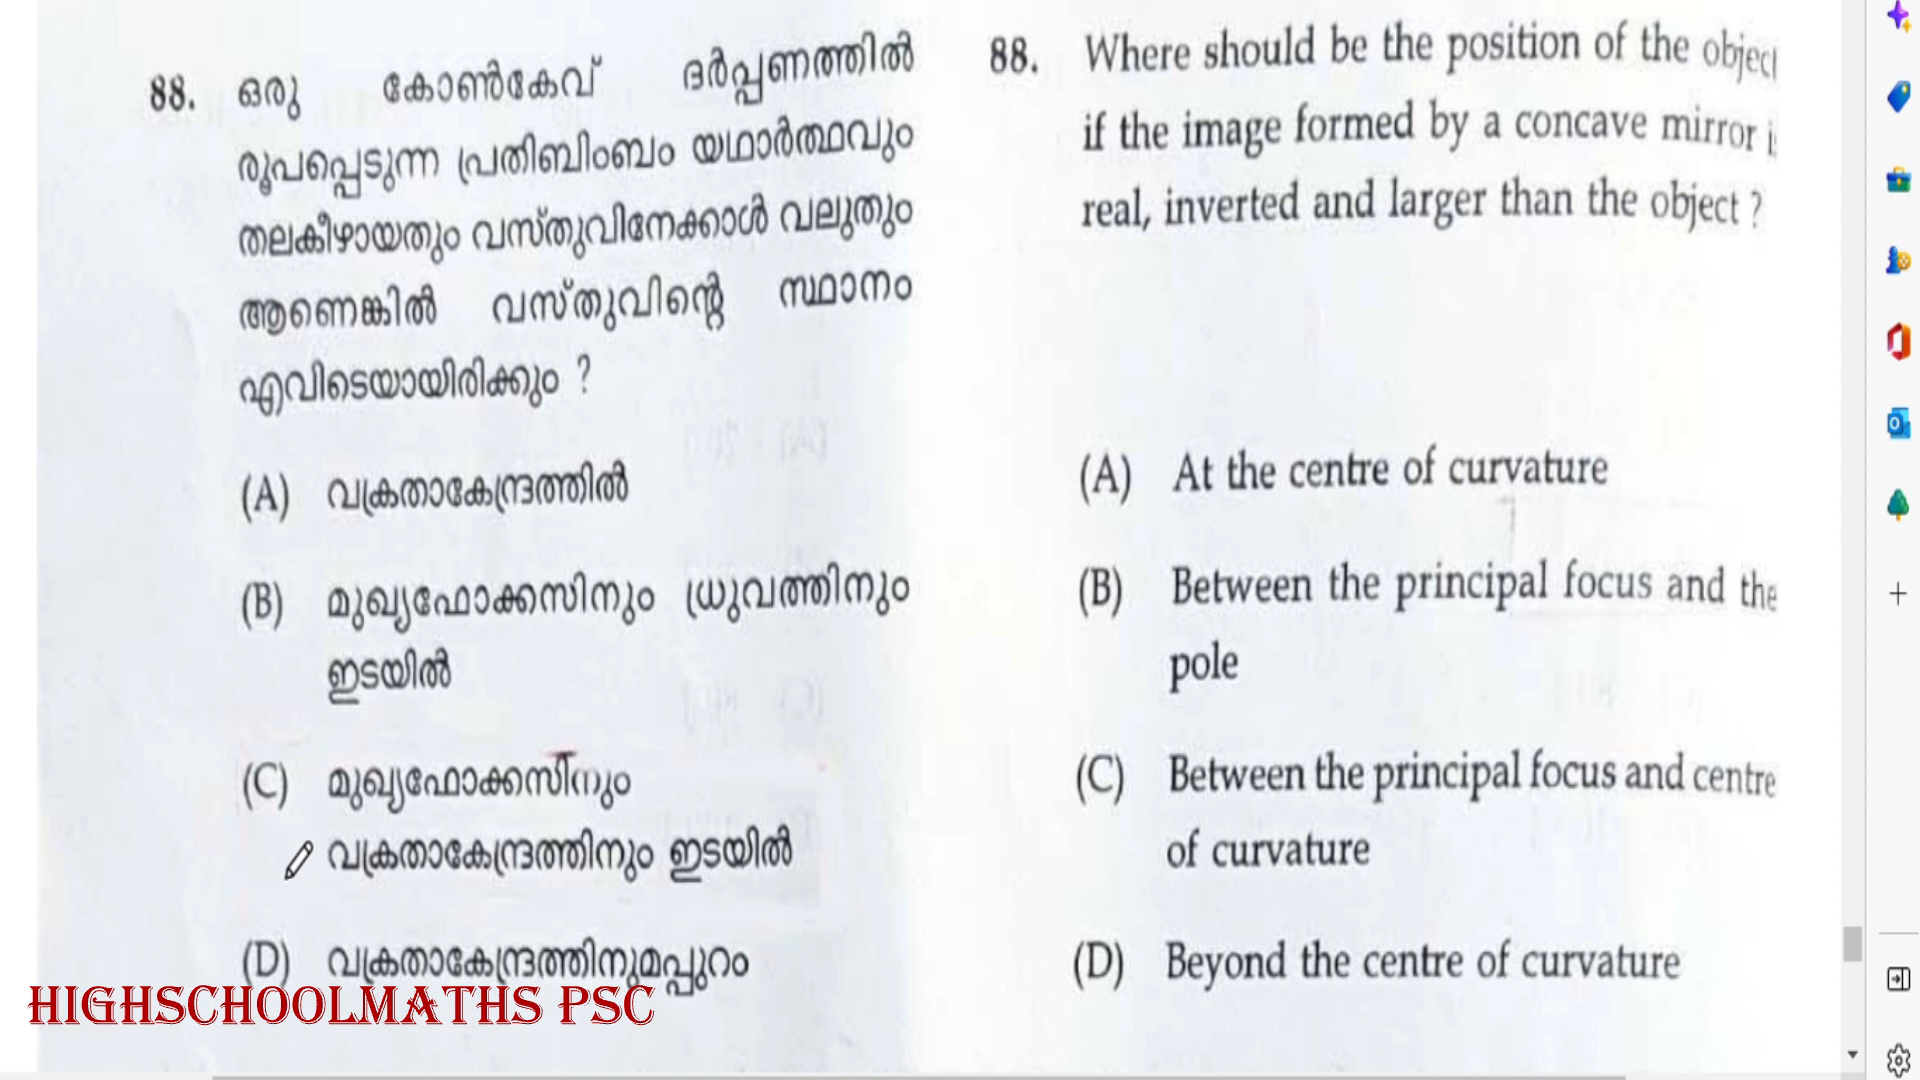 88. ഒരു കോൺകേവ് ദർപ്പണത്തിൽ
രൂപപ്പെടുന്ന പ്രതിബിംബം യഥാർത്ഥവും
തലകീഴായതും വസ്തുവിനേക്കാൾ വലുതും
ആണെങ്കിൽ വസ്തുവിന്റെ സ്ഥാനം
എവിടെയായിരിക്കും ?
(A) വക്രതാകേന്ദ്രത്തിൽ
(B) മുഖ്യഫോക്കസിനും ധ്രുവത്തിനും
ഇടയിൽ
(C) മുഖ്യഫോക്കസിനും
വക്രതാകേന്ദ്രത്തിനും ഇടയിൽ
(D) വക്രതാകേന്ദ്രത്തിനുമപ്പുറം
88. Where should be the position of the object
if the image formed by a concave mirror
real, inverted and larger than the object ?
(A) At the centre of curvature
(B) Between the principal focus and the
pole
(C) Between the principal focus and centre
of curvature
(D) Beyond the centre of curvature
HIGHSCHOOLMATHS PSC